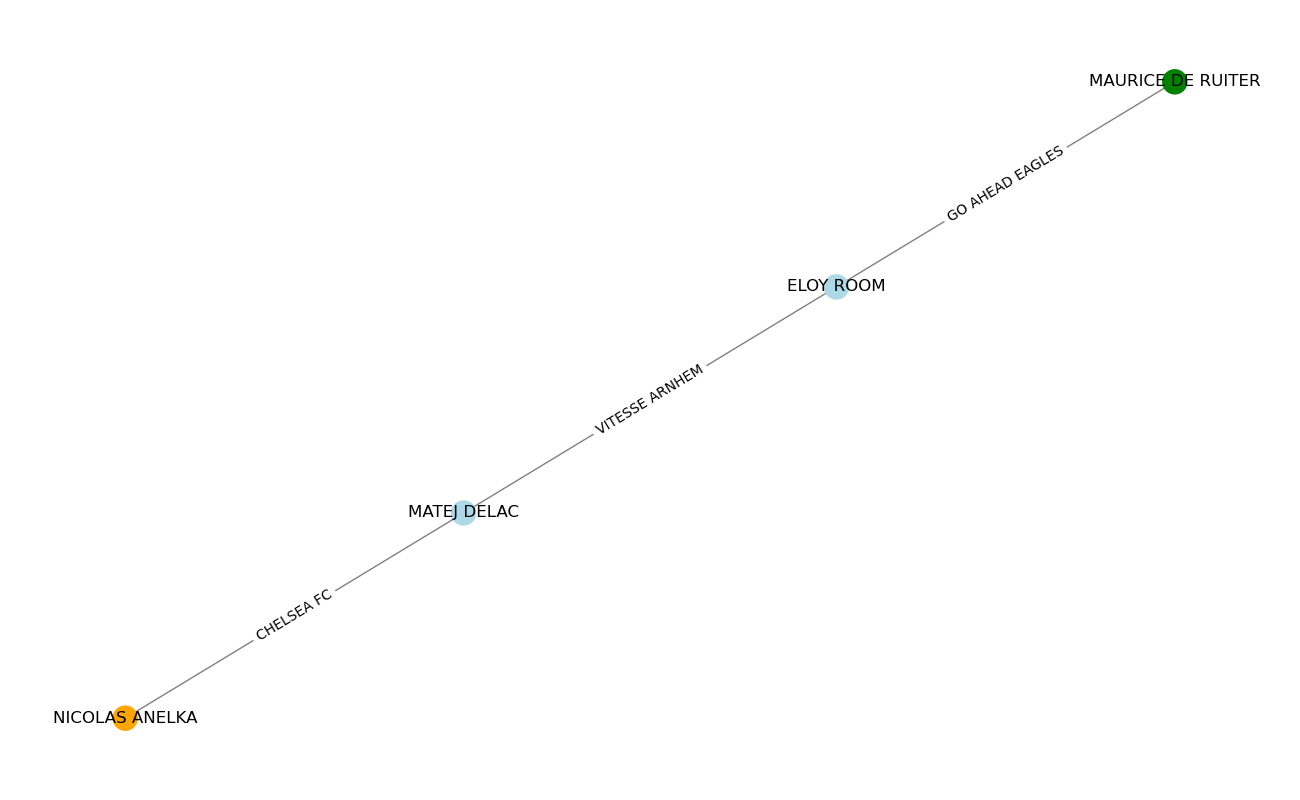 MAURICE DE RUITER
GO AHEAD EAGLES
ELOY ROOM
VITESSE ARNHEM
MATEJ DELAC
CHELSEA FC
NICOLAS ANELKA